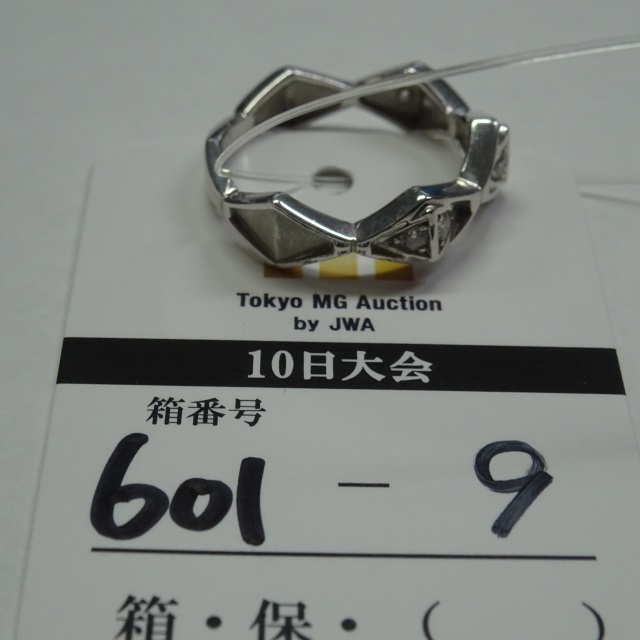 Tokyo MG Auction
by JWA
10日大会
箱番号
601 - 9
箱・保・(　　)